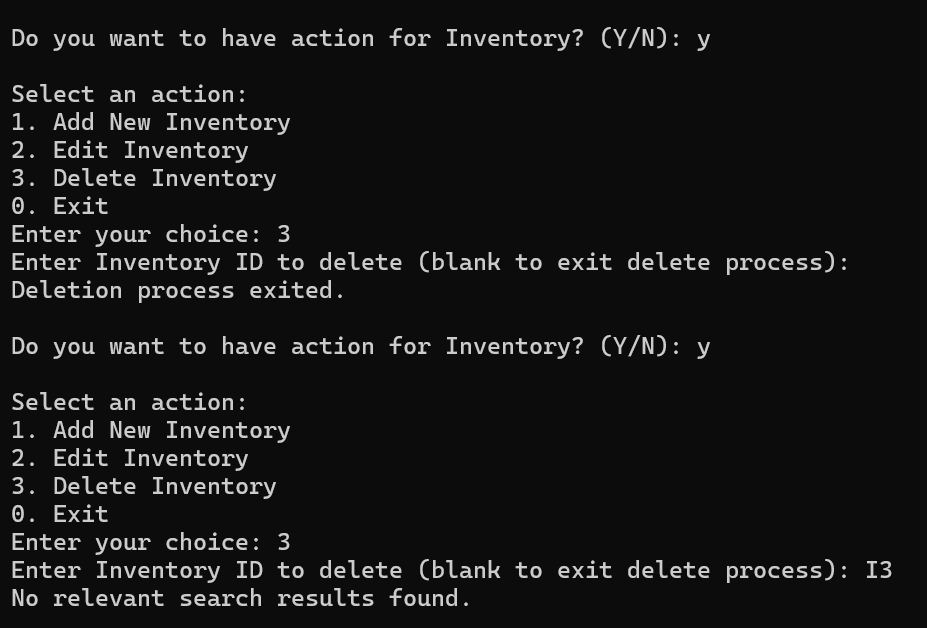 Do you want to have action for Inventory? (Y/N): y
Select an action:
1. Add New Inventory
2. Edit Inventory
3. Delete Inventory
0. Exit
Enter your choice: 3
Enter Inventory ID to delete (blank to exit delete process):
Deletion process exited.
Do you want to have action for Inventory? (Y/N): y
Select an action:
1. Add New Inventory
2. Edit Inventory
3. Delete Inventory
0. Exit
Enter your choice: 3
Enter Inventory ID to delete (blank to exit delete process): I3
No relevant search results found.